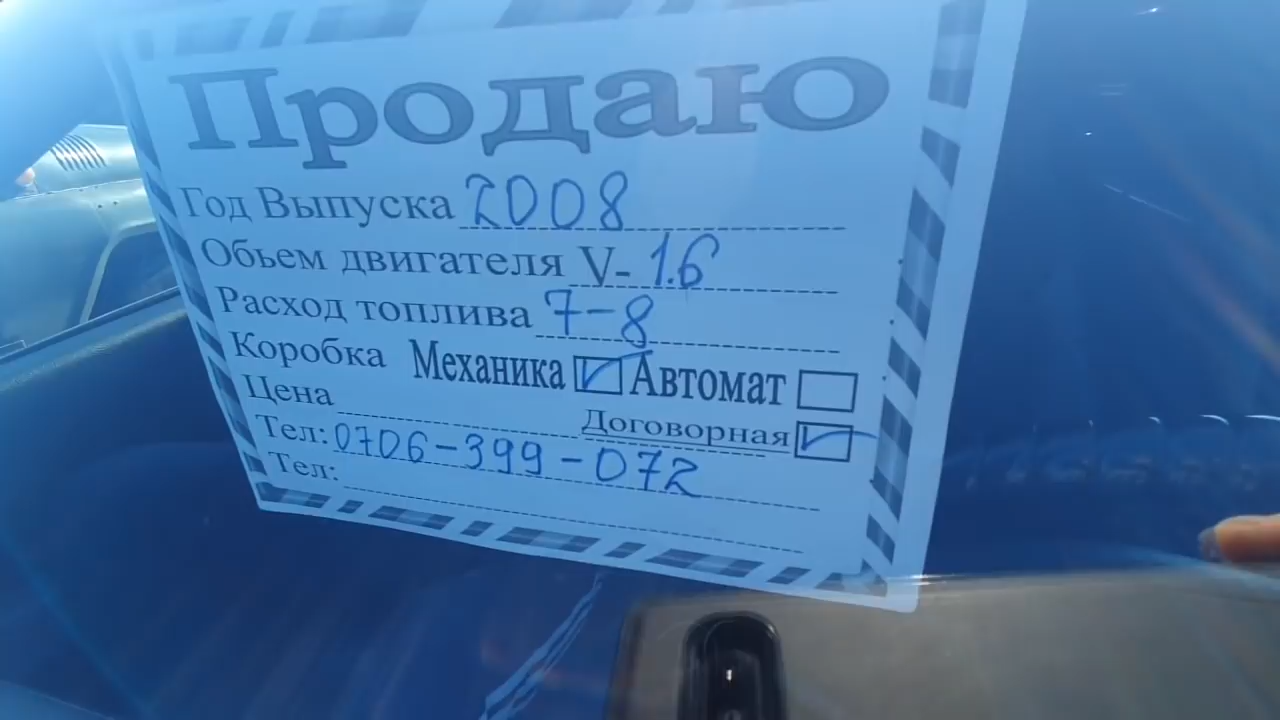 Продаю
Год Выпуска 2008
Обьем двигателя V- 1.6
Расход топлива 7-8
Коробка Механика Автомат
Цена
Договорная
Тел: 0706-399-072
Тел: